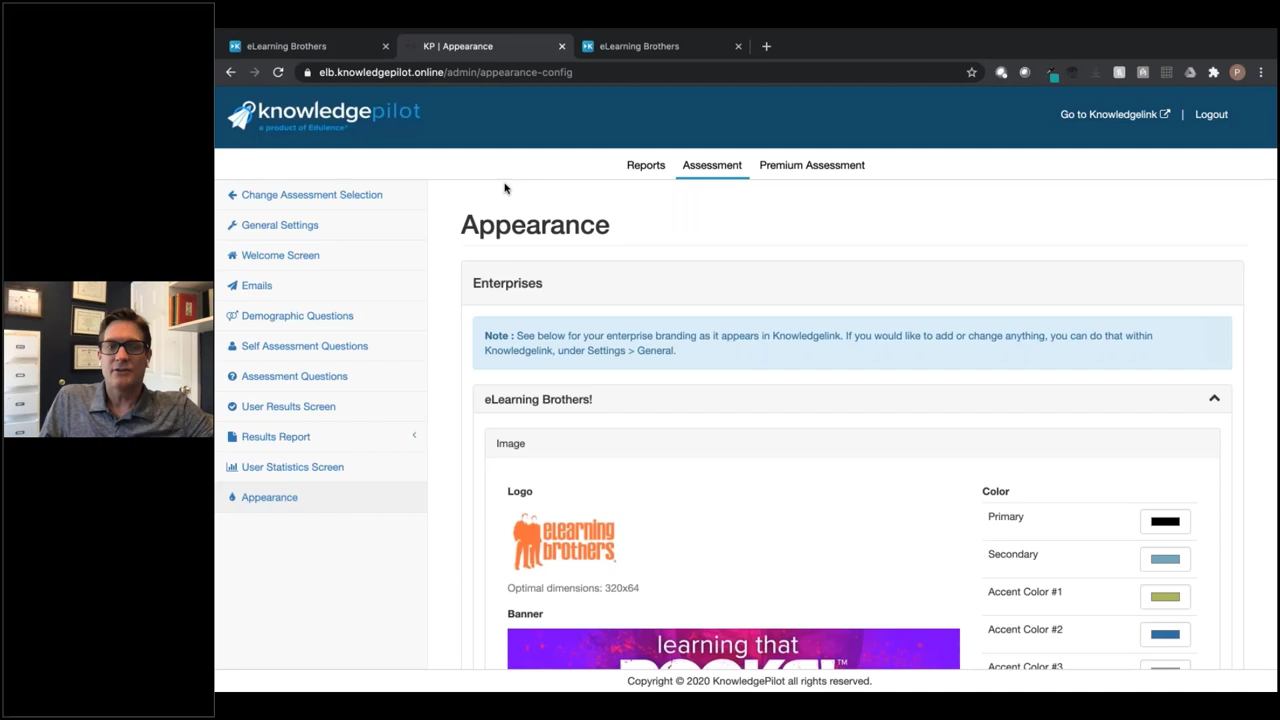 eLearning Brothers
KP | Appearance
eLearning Brothers
elb.knowledgepilot.online/admin/appearance-config
P
knowledgepilot
a product of Edulence
Go to Knowledgelink | Logout
Reports Assessment Premium Assessment
Change Assessment Selection
General Settings
Welcome Screen
Emails
Demographic Questions
Self Assessment Questions
Assessment Questions
User Results Screen
Results Report
User Statistics Screen
Appearance
Appearance
Enterprises
Note : See below for your enterprise branding as it appears in Knowledgelink. If you would like to add or change anything, you can do that within
Knowledgelink, under Settings > General.
eLearning Brothers!
Image
Logo
eLearning
brothers
Optimal dimensions: 320x64
Banner
learning that
ROCKS!™
Color
Primary
Secondary
Accent Color #1
Accent Color #2
Accent Color #3
Copyright © 2020 KnowledgePilot all rights reserved.